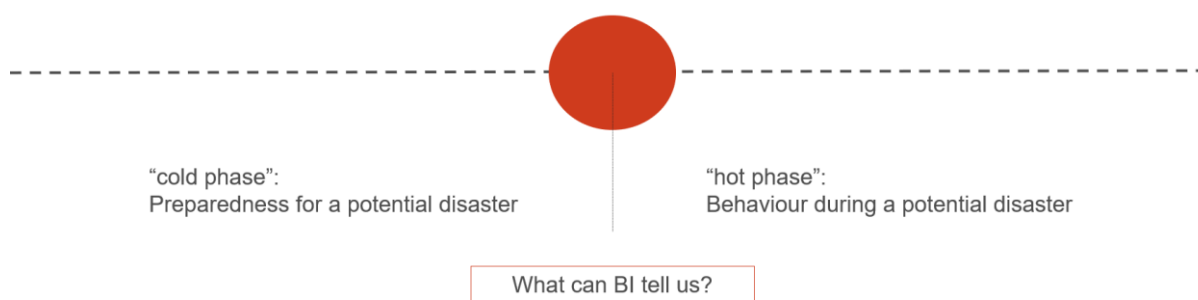 “cold phase”:
Preparedness for a potential disaster
“hot phase”:
Behaviour during a potential disaster
What can BI tell us?